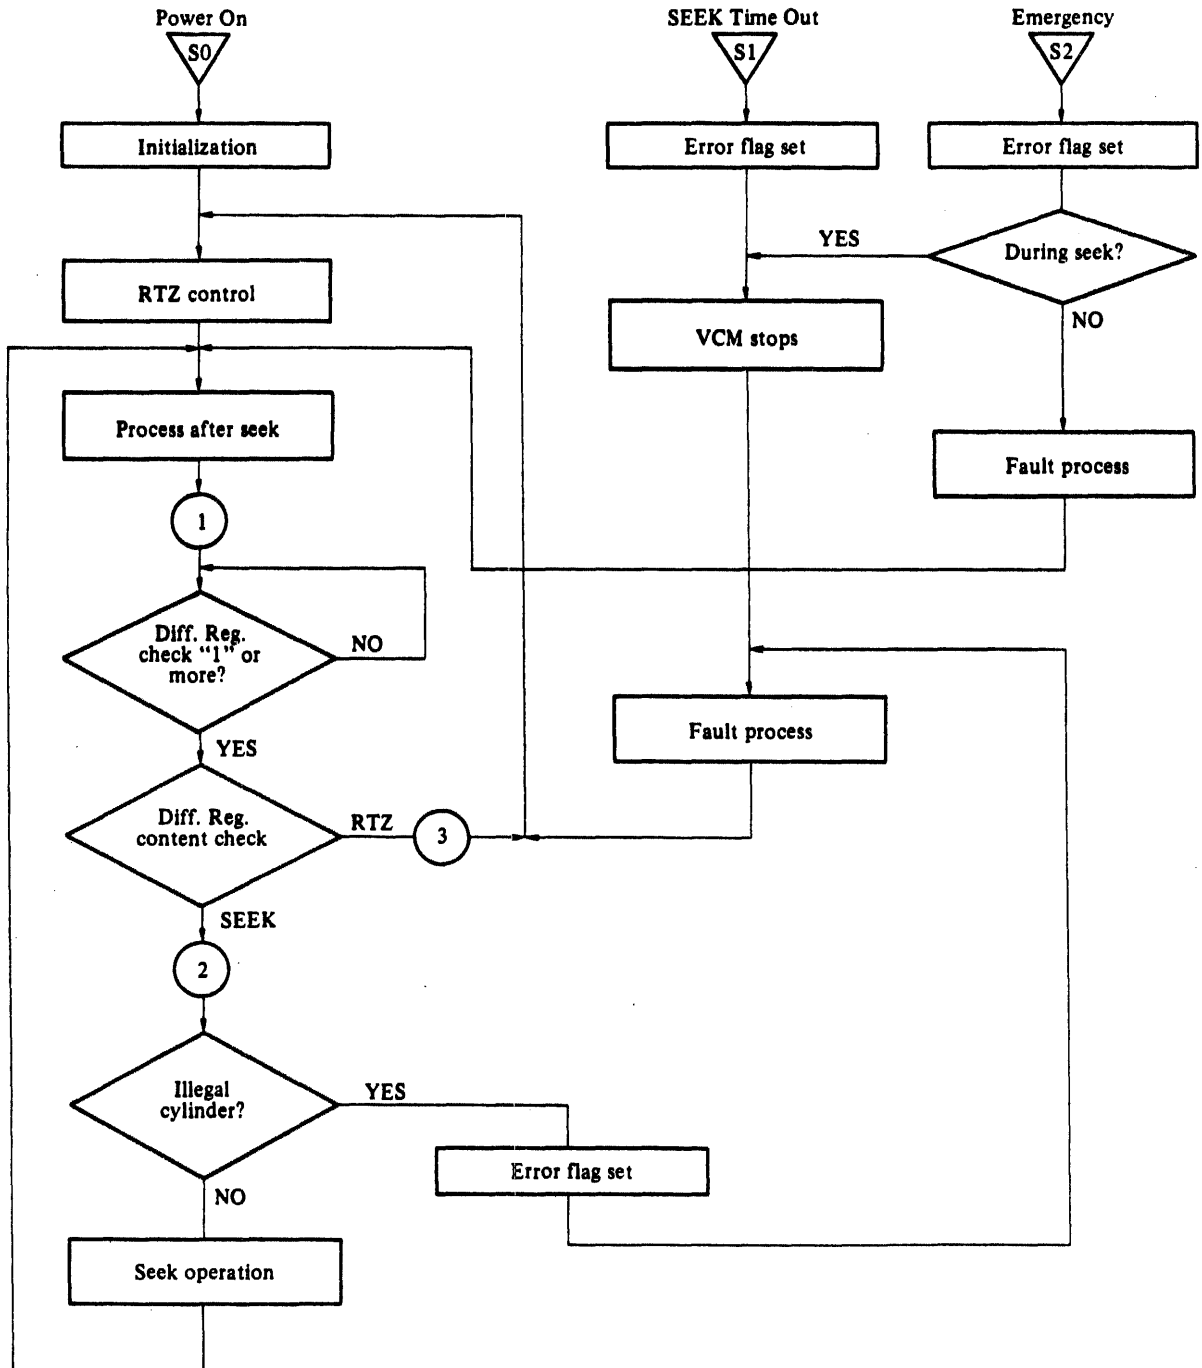 Power On
SEEK Time Out
Emergency
S0
S1
S2
Initialization
Error flag set
Error flag set
YES
During seek?
RTZ control
NO
VCM stops
Process after seek
Fault process
1
Diff. Reg.
check "1" or
more?
NO
Fault process
YES
Diff. Reg.
content check
RTZ
3
SEEK
2
Illegal
cylinder?
YES
Error flag set
NO
Seek operation